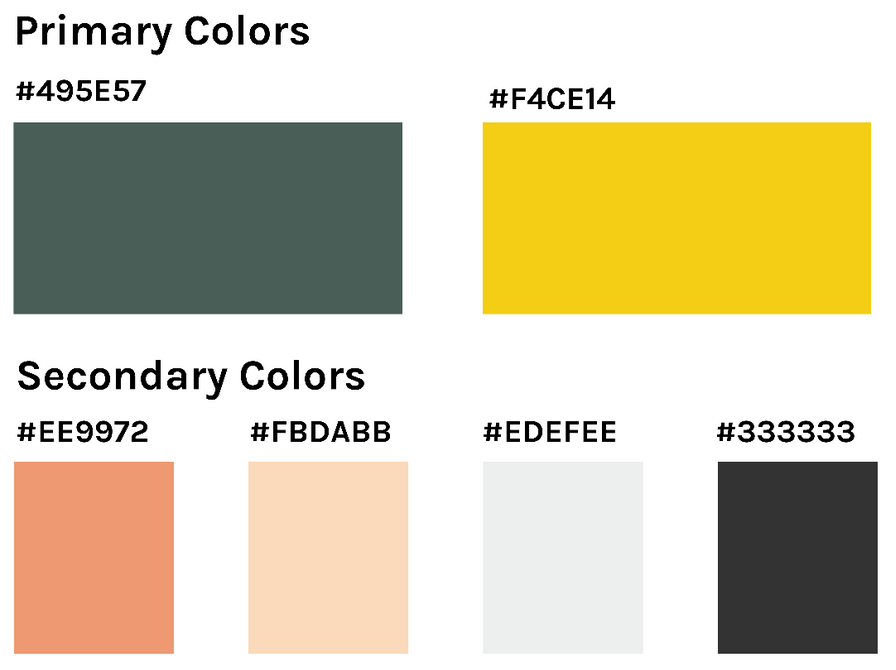 Primary Colors
#495E57
#F4CE14
Secondary Colors
#EE9972
#FBDABB
#EDEFEE
#333333